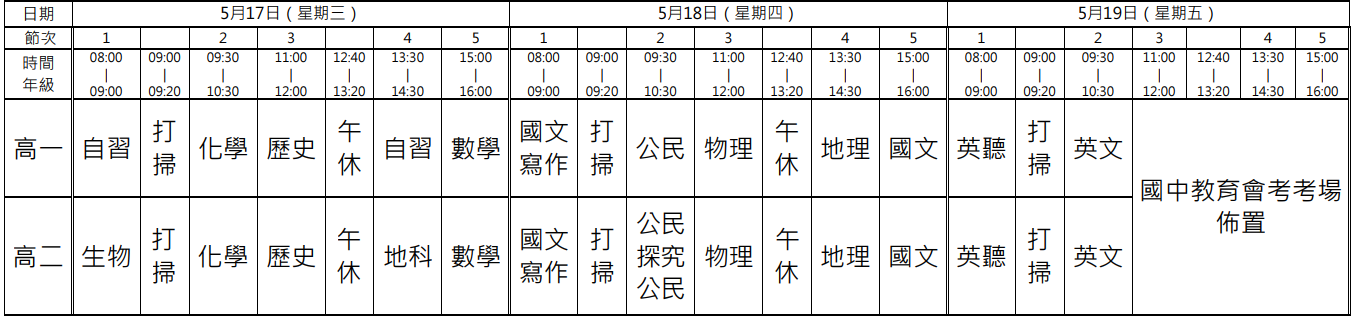 日期 5月17日（星期三） 5月18日（星期四） 5月19日（星期五）
節次 1 2 3 4 5 1 2 3 4 5 1 2 3 4 5
時間 08:00 09:00 09:30 11:00 12:40 13:30 15:00 08:00 09:00 09:30 11:00 12:40 13:30 15:00 08:00 09:00 09:30 11:00 12:40 13:30 15:00
| | | | | | | | | | | | | | | | | | | | |
年級 09:00 09:20 10:30 12:00 13:20 14:30 16:00 09:00 09:20 10:30 12:00 13:20 14:30 16:00 09:00 09:20 10:30 12:00 13:20 14:30 16:00
高一 自習 打掃 化學 歷史 午休 自習 數學 國文寫作 打掃 公民 物理 午休 地理 國文 英聽 打掃 英文
國中教育會考考場
佈置
高二 生物 打掃 化學 歷史 午休 地科 數學 國文寫作 打掃 公民探究公民 物理 午休 地理 國文 英聽 打掃 英文